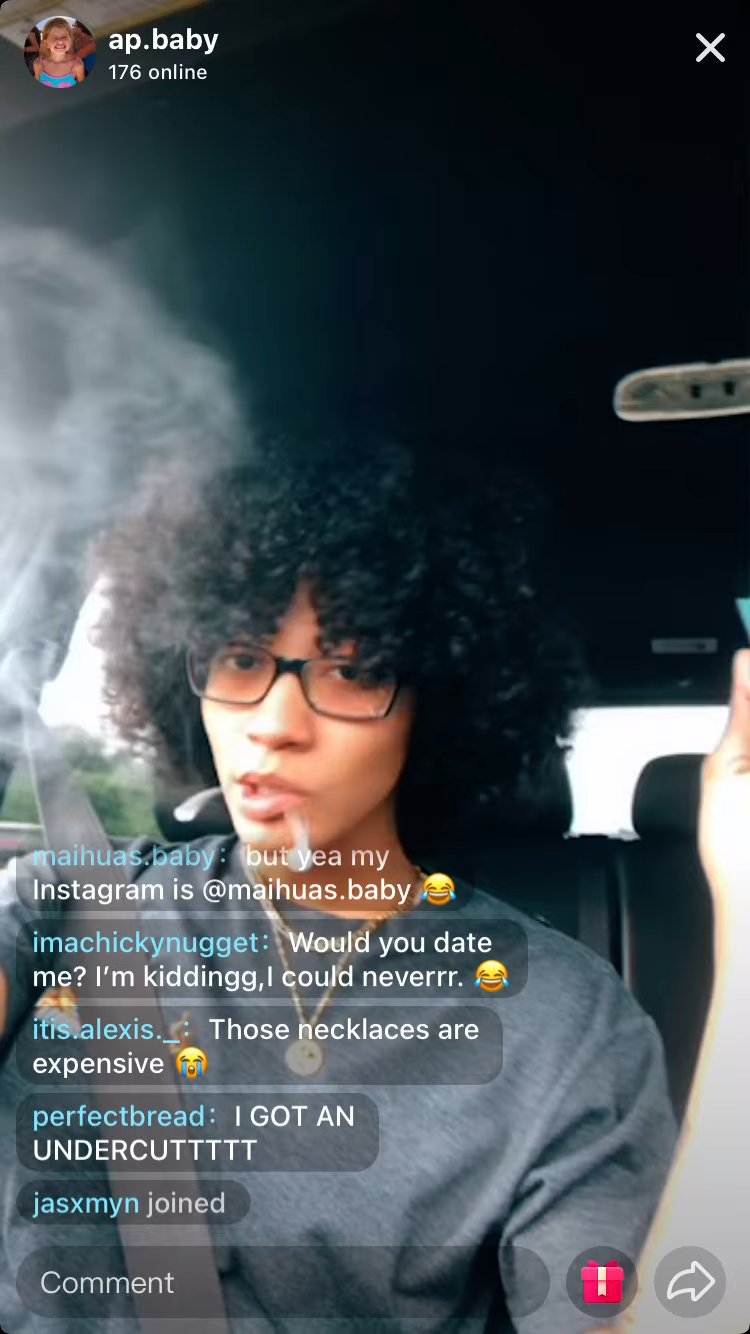 ap.baby
176 online
maihuas.baby: but yea my
Instagram is @maihuas.baby 😂
imachickynugget: Would you date
me? I'm kiddingg,I could neverrr. 😂
itis.alexis._: Those necklaces are
expensive 😭
perfectbread: I GOT AN
UNDERCUTTTTT
jasxmyn joined
Comment